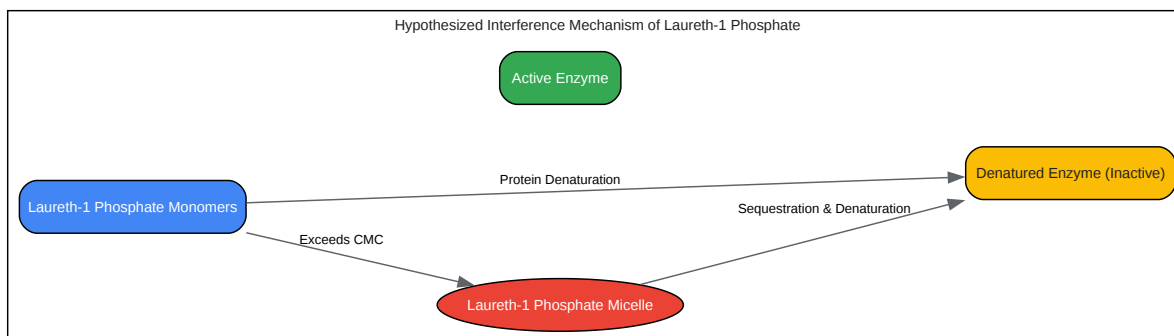 Hypothesized Interference Mechanism of Laureth-1 Phosphate
Active Enzyme
Protein Denaturation
Denatured Enzyme (Inactive)
Laureth-1 Phosphate Monomers
Sequestration & Denaturation
Exceeds CMC
Laureth-1 Phosphate Micelle